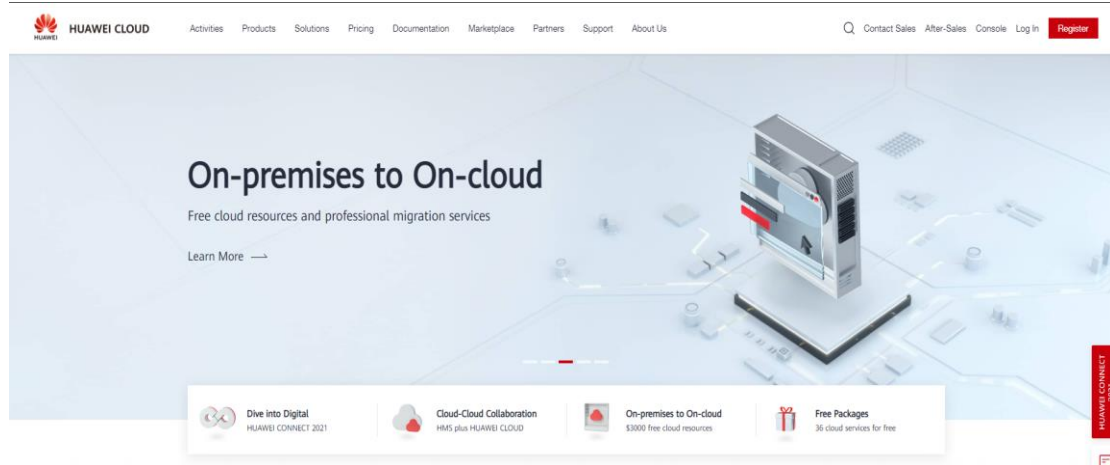 HUAWEI
HUAWEI CLOUD
Activities
Products
Solutions
Pricing
Documentation
Marketplace
Partners
Support
About Us
Contact Sales
After-Sales
Console
Log In
Register
On-premises to On-cloud
Free cloud resources and professional migration services
Learn More
Dive into Digital
HUAWEI CONNECT 2021
Cloud-Cloud Collaboration
HMS plus HUAWEI CLOUD
On-premises to On-cloud
$3000 free cloud resources
Free Packages
36 cloud services for free
HUAWEI CONNECT
2021